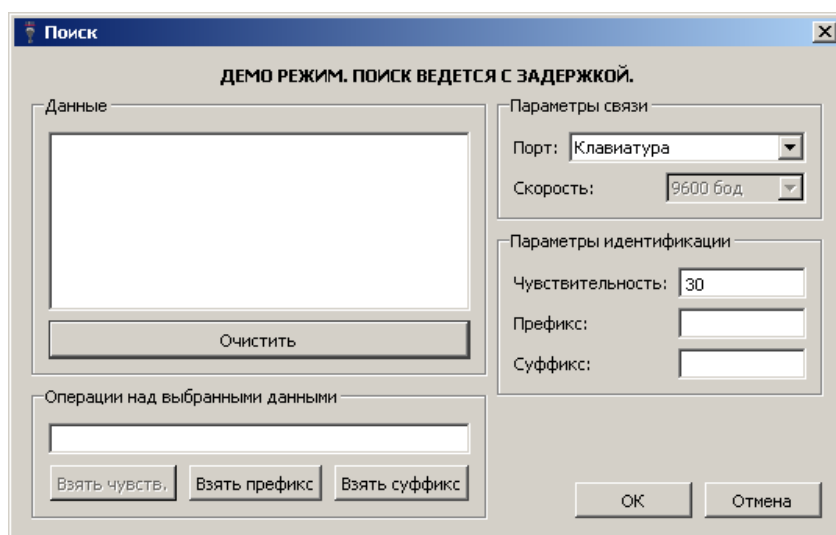 Поиск
ДЕМО РЕЖИМ. ПОИСК ВЕДЕТСЯ С ЗАДЕРЖКОЙ.
Данные
Очистить
Операции над выбранными данными
Взять чувств. Взять префикс Взять суффикс
Параметры связи
Порт: Клавиатура
Скорость: 9600 бод
Параметры идентификации
Чувствительность: 30
Префикс:
Суффикс:
ОК Отмена